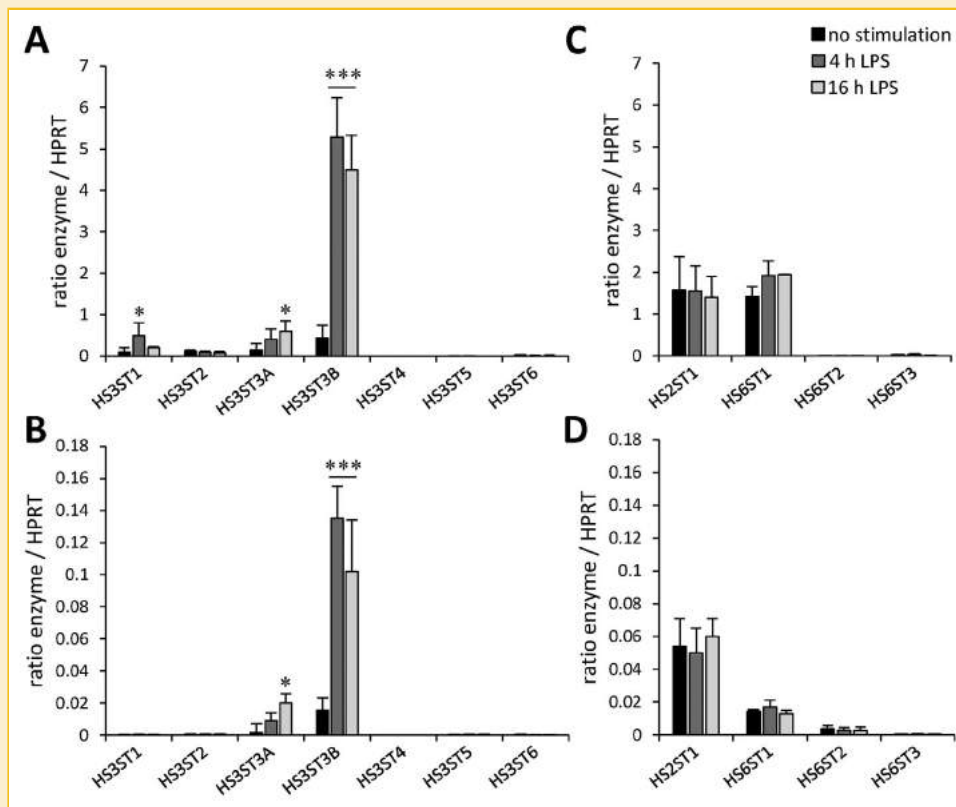 A
7
6
5
4
3
2
1
0
ratio enzyme / HPRT
*
*
***
HS3ST1
HS3ST2
HS3ST3A
HS3ST3B
HS3ST4
HS3ST5
HS3ST6
C
no stimulation
4 h LPS
16 h LPS
7
6
5
4
3
2
1
0
ratio enzyme / HPRT
HS2ST1
HS6ST1
HS6ST2
HS6ST3
B
0.18
0.16
0.14
0.12
0.1
0.08
0.06
0.04
0.02
0
ratio enzyme / HPRT
*
***
HS3ST1
HS3ST2
HS3ST3A
HS3ST3B
HS3ST4
HS3ST5
HS3ST6
D
0.18
0.16
0.14
0.12
0.1
0.08
0.06
0.04
0.02
0
ratio enzyme / HPRT
HS2ST1
HS6ST1
HS6ST2
HS6ST3